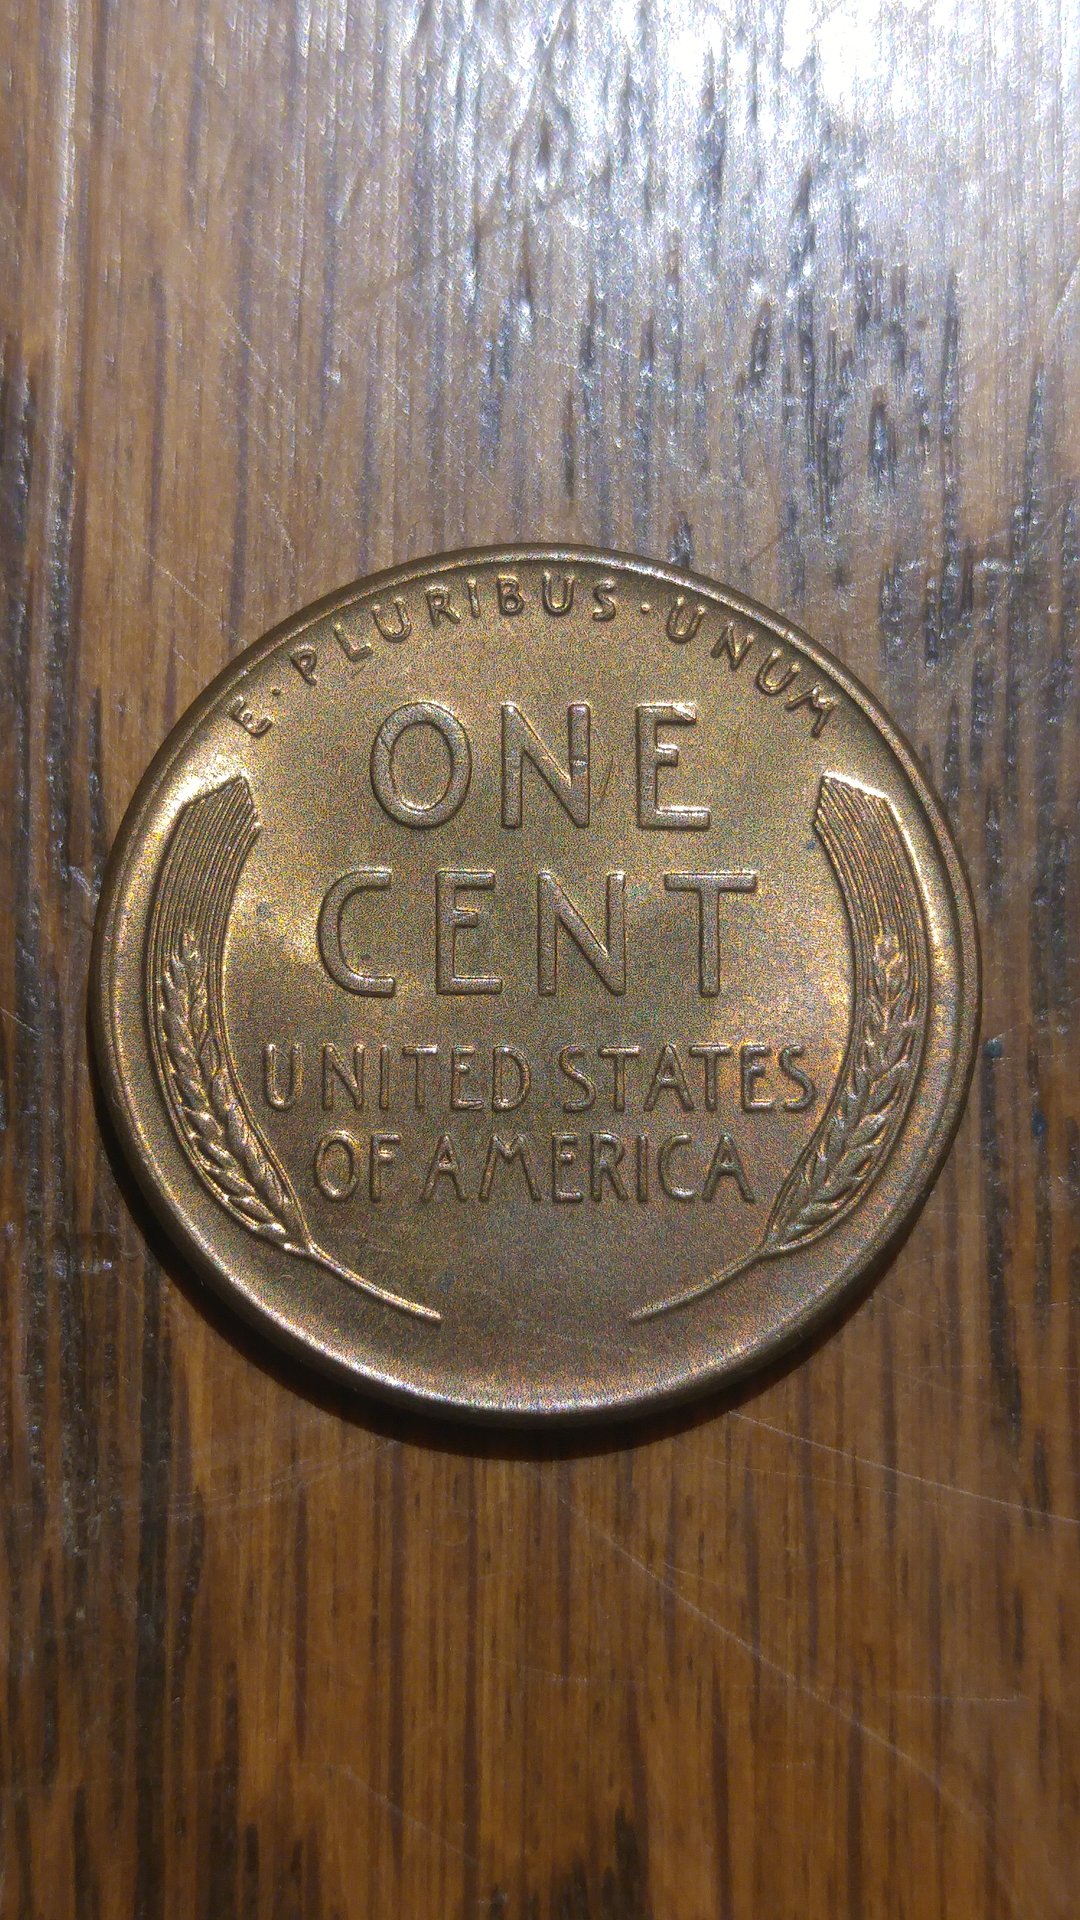 E·PLURIBUS·UNUM
ONE
CENT
UNITED STATES
OF AMERICA